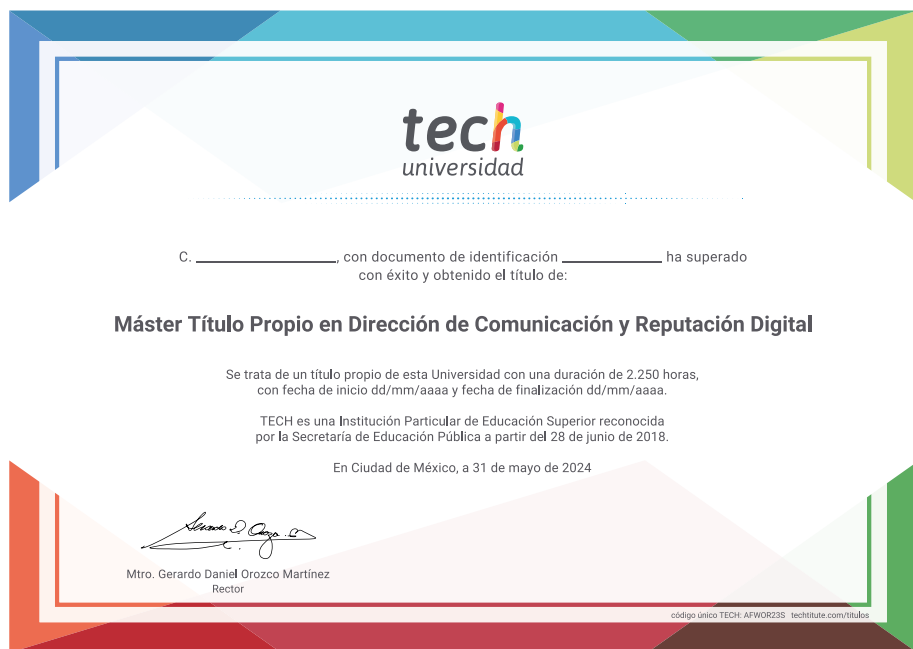 tech
universidad
C. ____________________, con documento de identificación ______________ ha superado
con éxito y obtenido el título de:
Máster Título Propio en Dirección de Comunicación y Reputación Digital
Se trata de un título propio de esta Universidad con una duración de 2.250 horas,
con fecha de inicio dd/mm/aaaa y fecha de finalización dd/mm/aaaa.
TECH es una Institución Particular de Educación Superior reconocida
por la Secretaría de Educación Pública a partir del 28 de junio de 2018.
En Ciudad de México, a 31 de mayo de 2024
Mtro. Gerardo Daniel Orozco Martínez
Rector
código único TECH: AFWOR23S techtitute.com/titulos